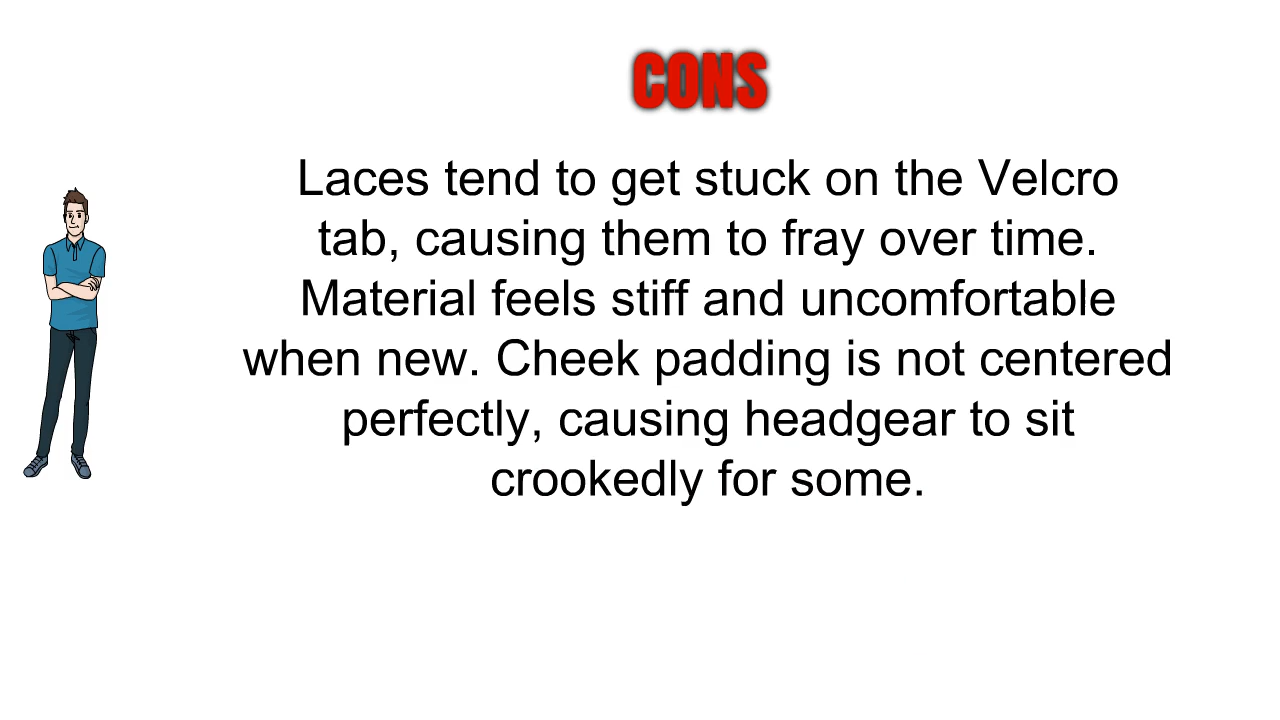 CONS
Laces tend to get stuck on the Velcro
tab, causing them to fray over time.
Material feels stiff and uncomfortable
when new. Cheek padding is not centered
perfectly, causing headgear to sit
crookedly for some.